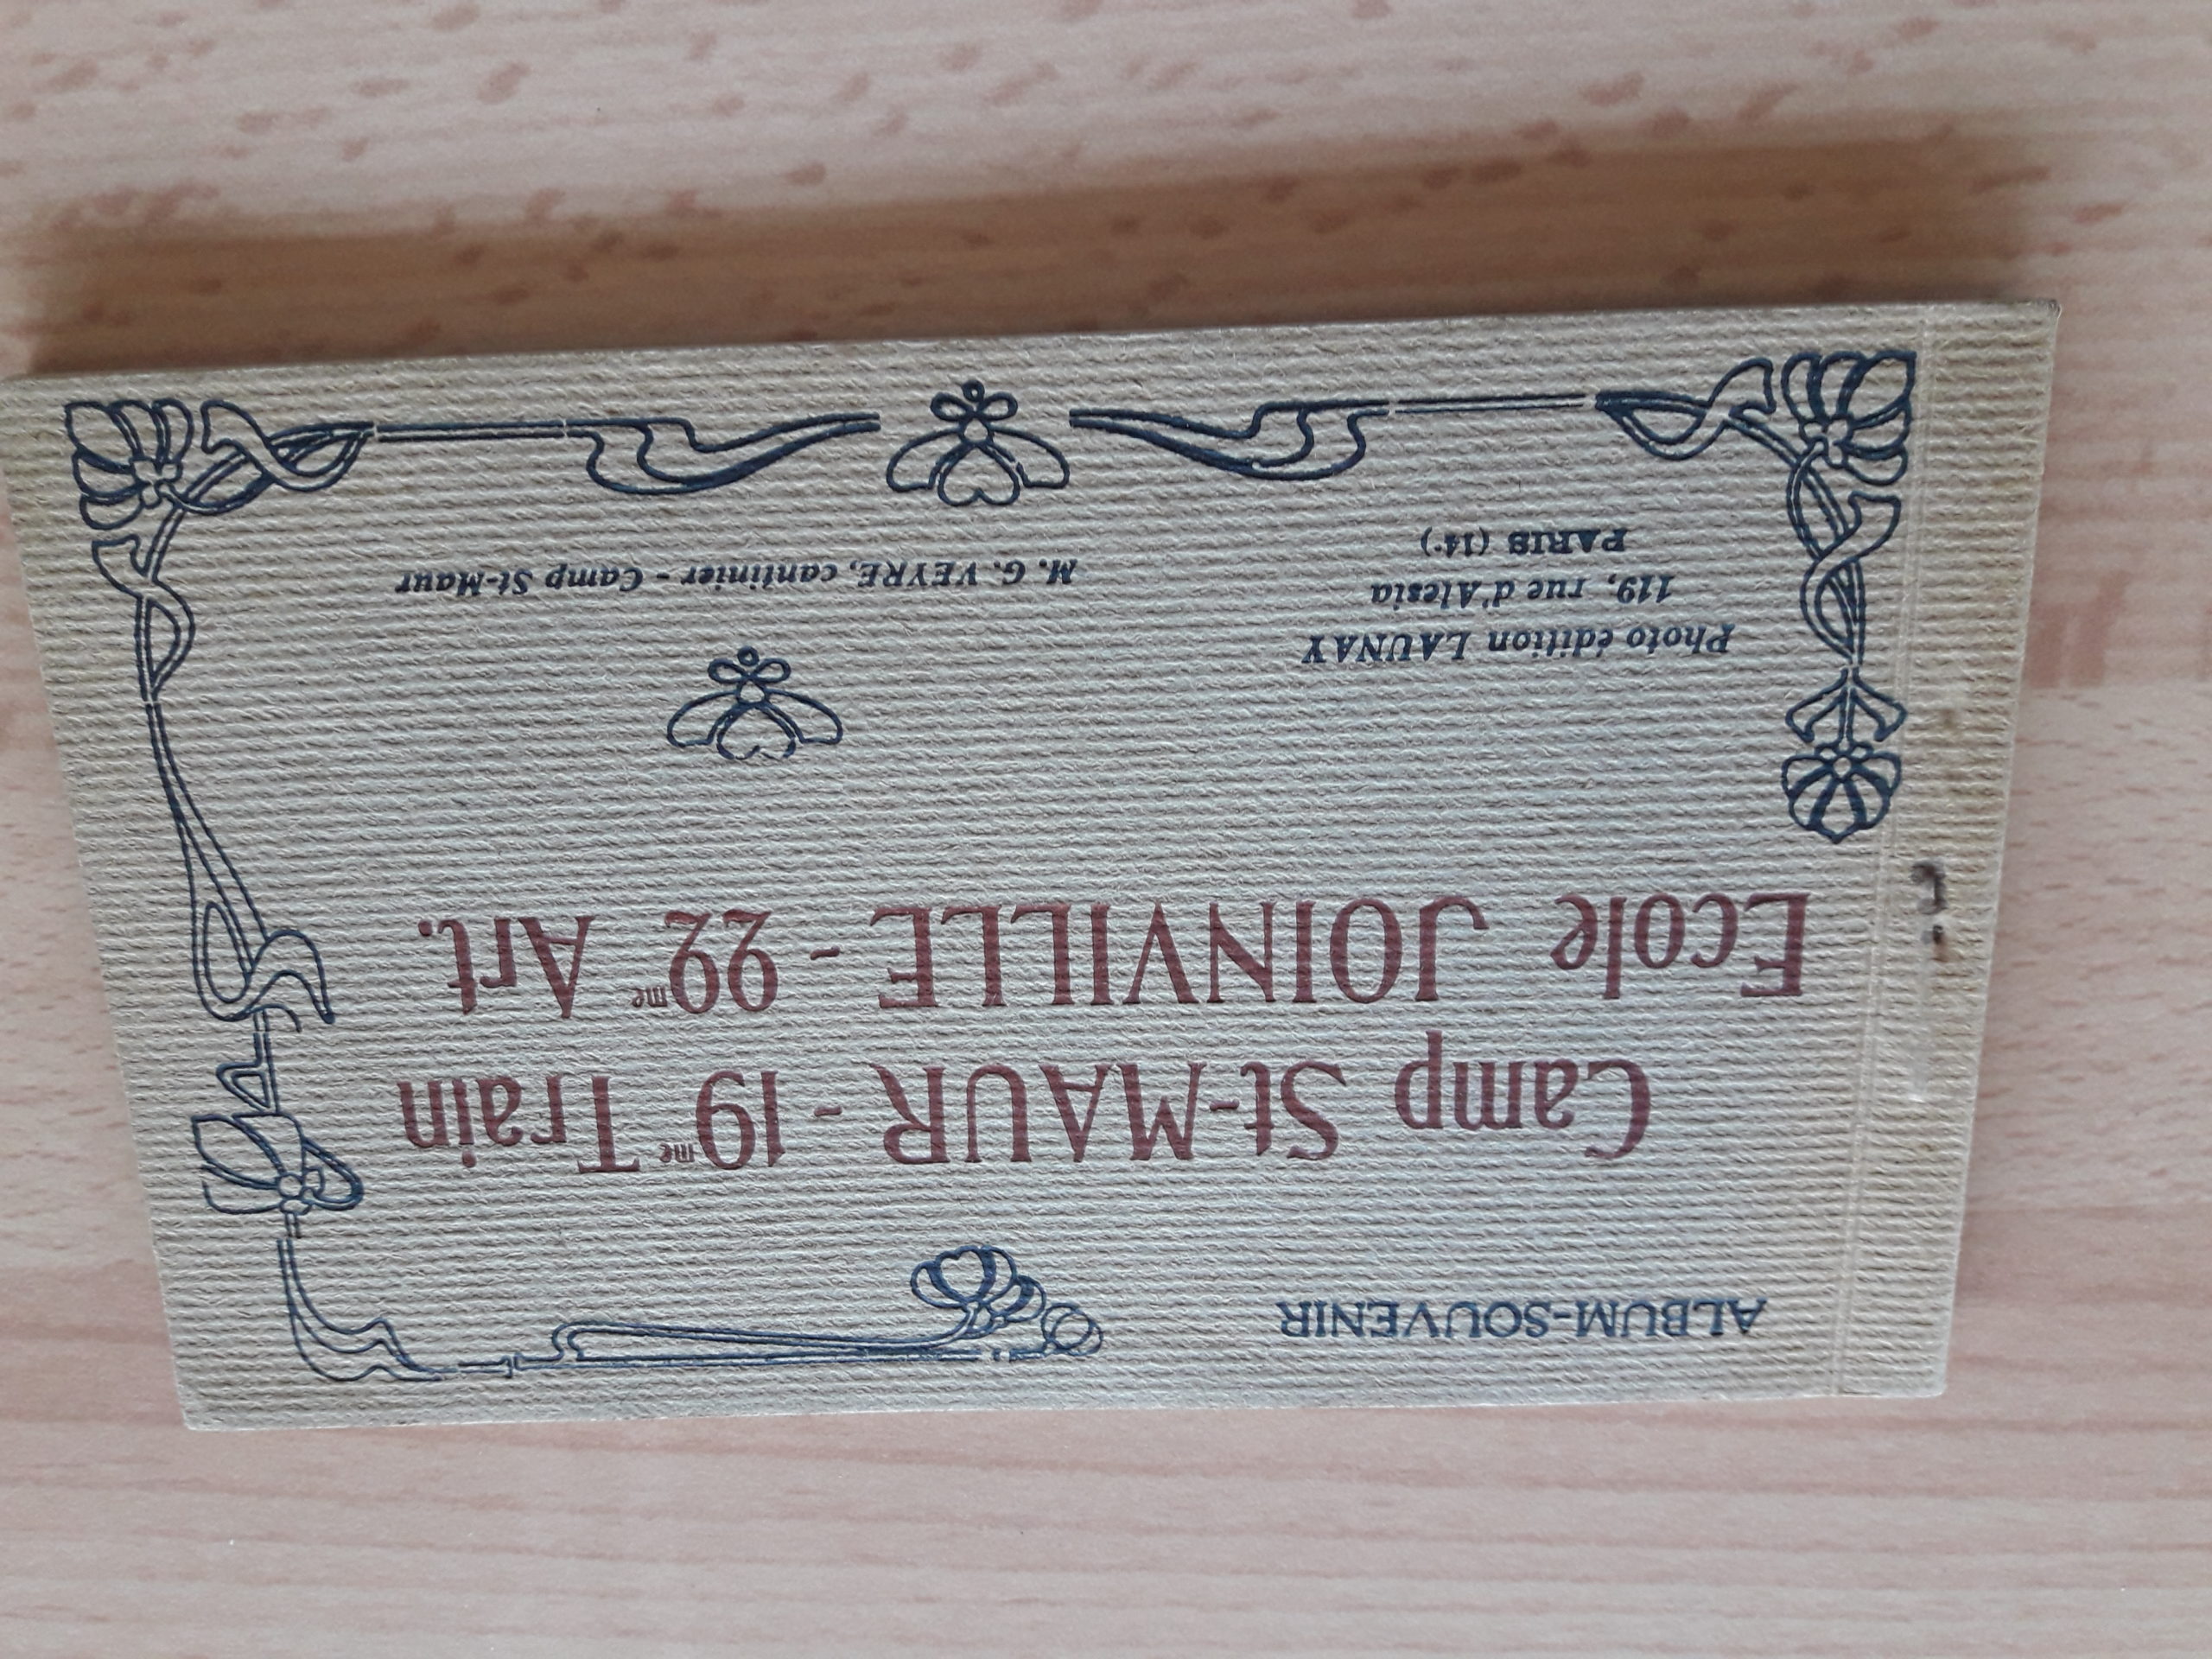 ALBUM-SOUVENIR
Camp St-MAUR - 19me Train
Ecole JOINVILLE - 22me Art.
Photo édition LAUNAY
119, rue d'Alesia
PARIS (14e)
M. G. VEYRE, cantinier - Camp St-Maur